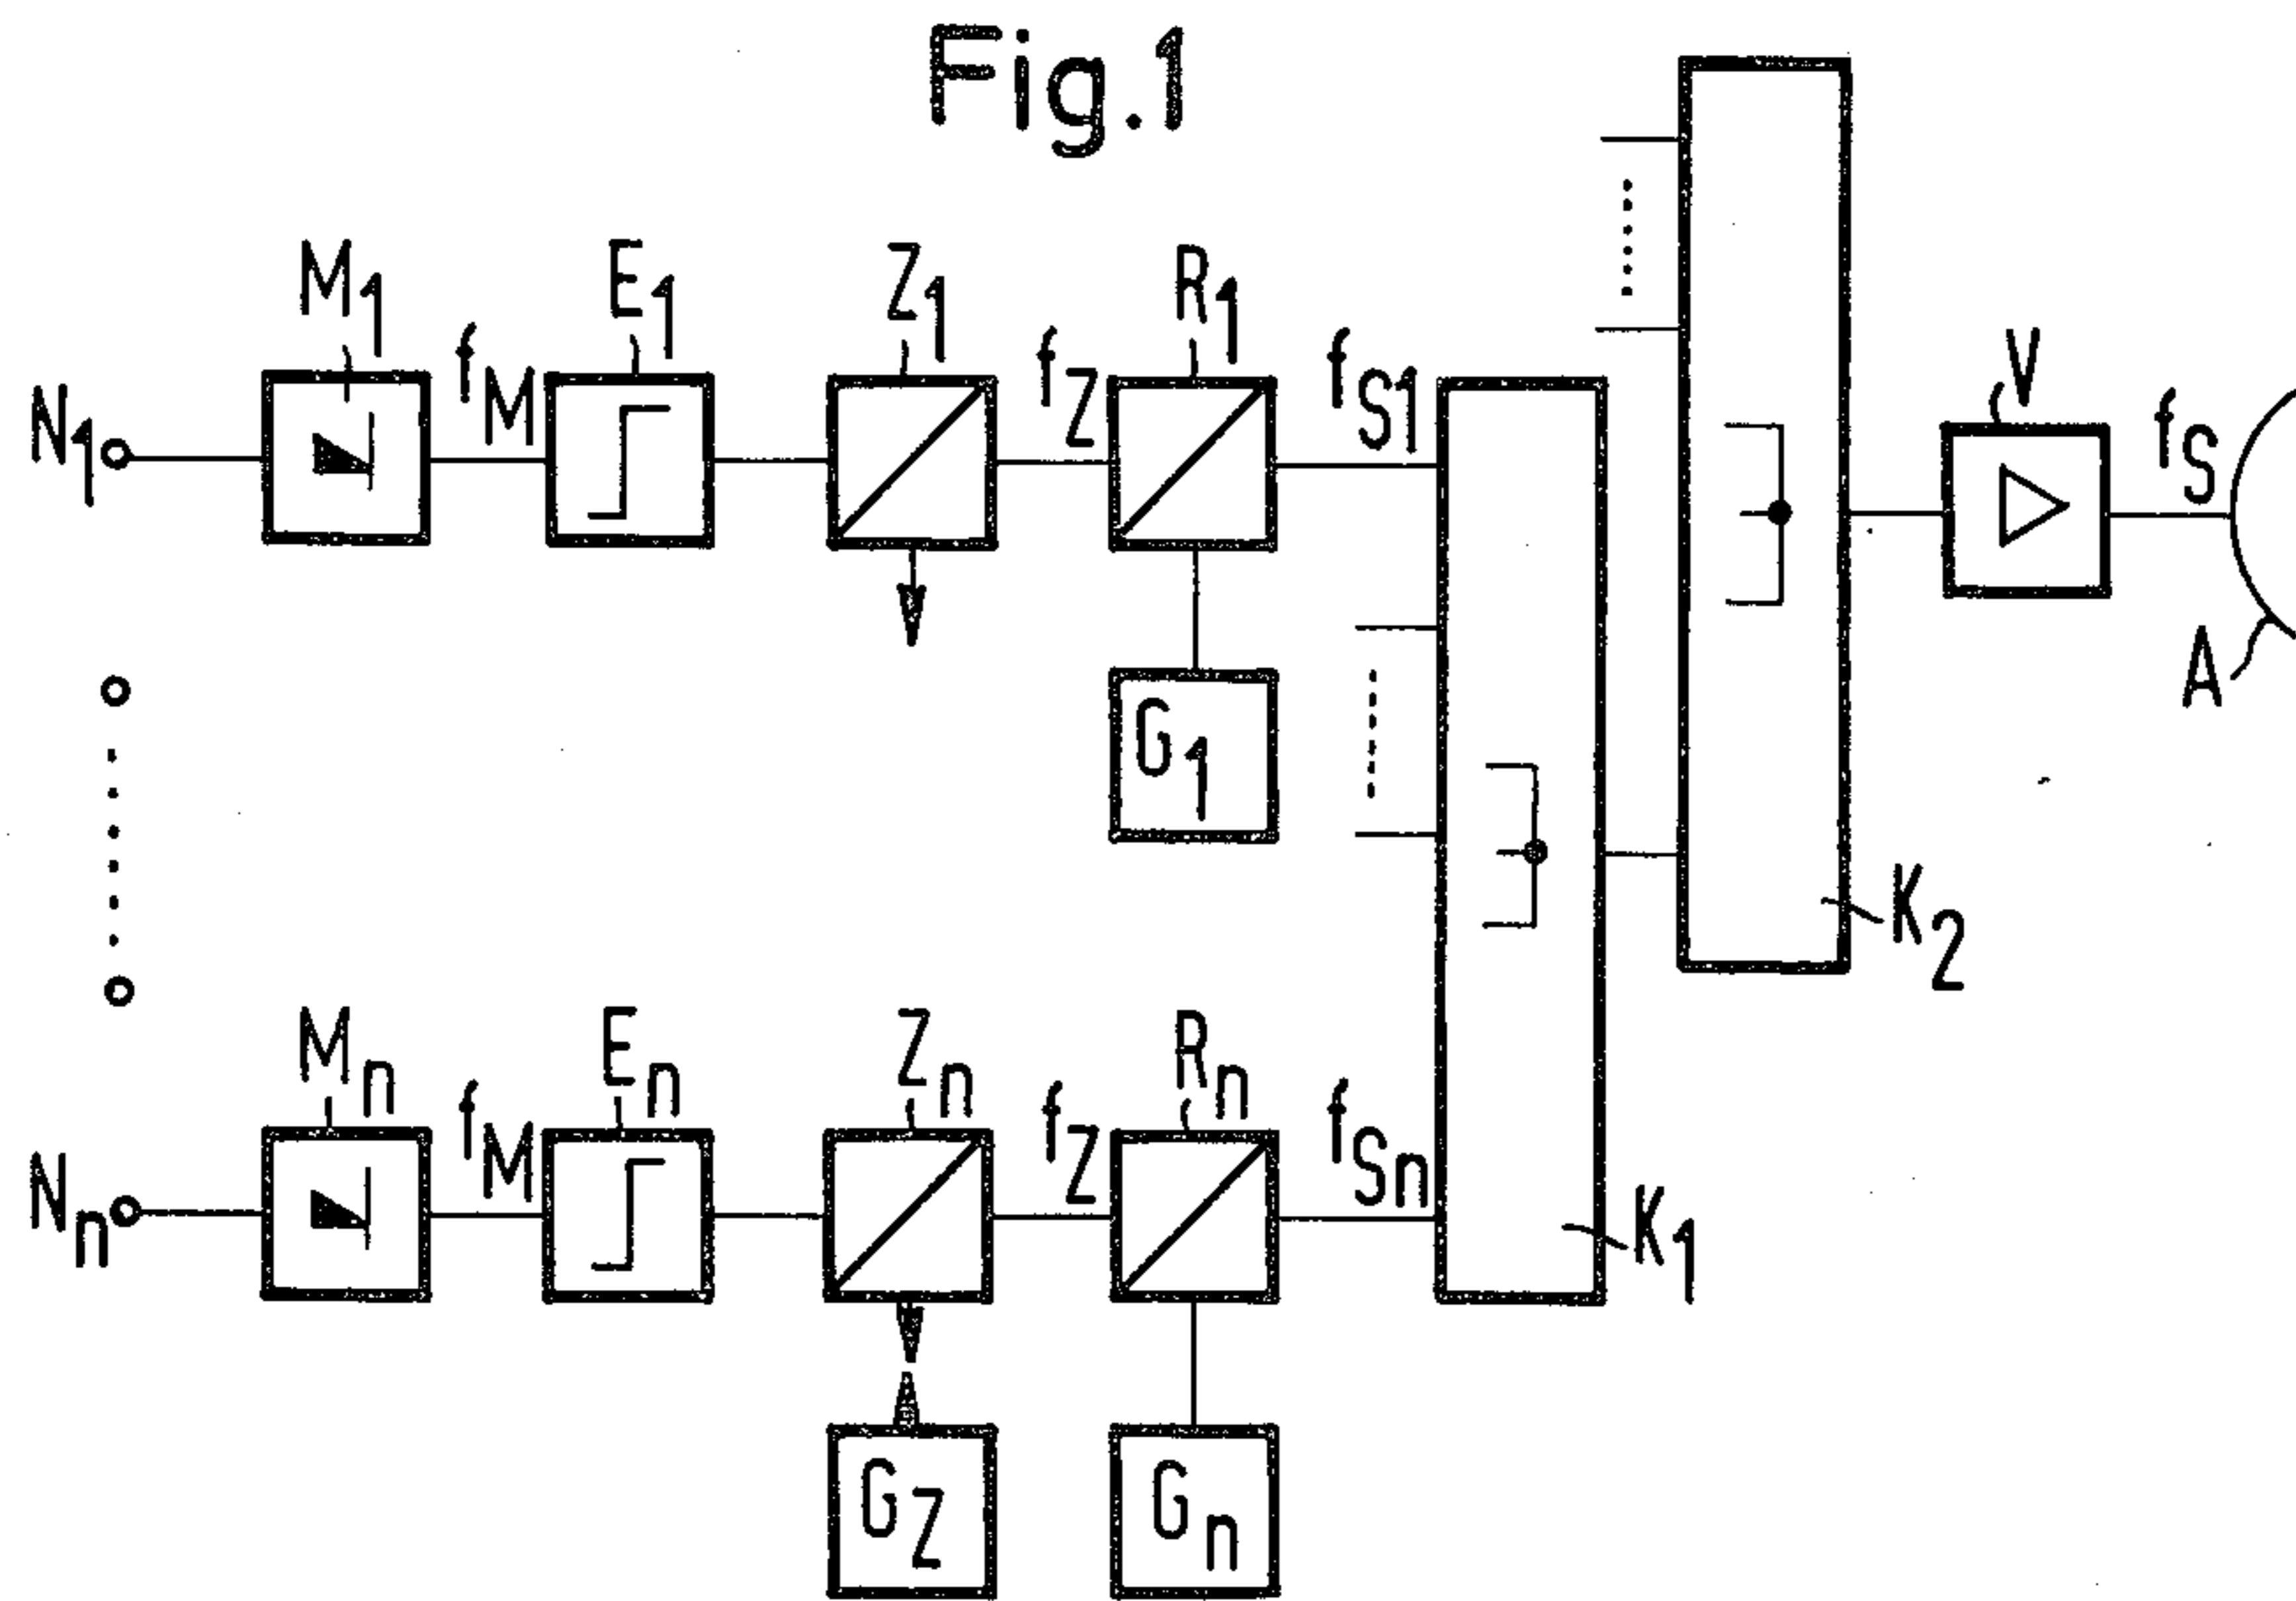 Fig.1
M1 E1 Z1 R1
N1 fM fZ fS1 V fS
G1 A
K2
Mn En Zn Rn
Nn fM fZ fSn K1
GZ Gn